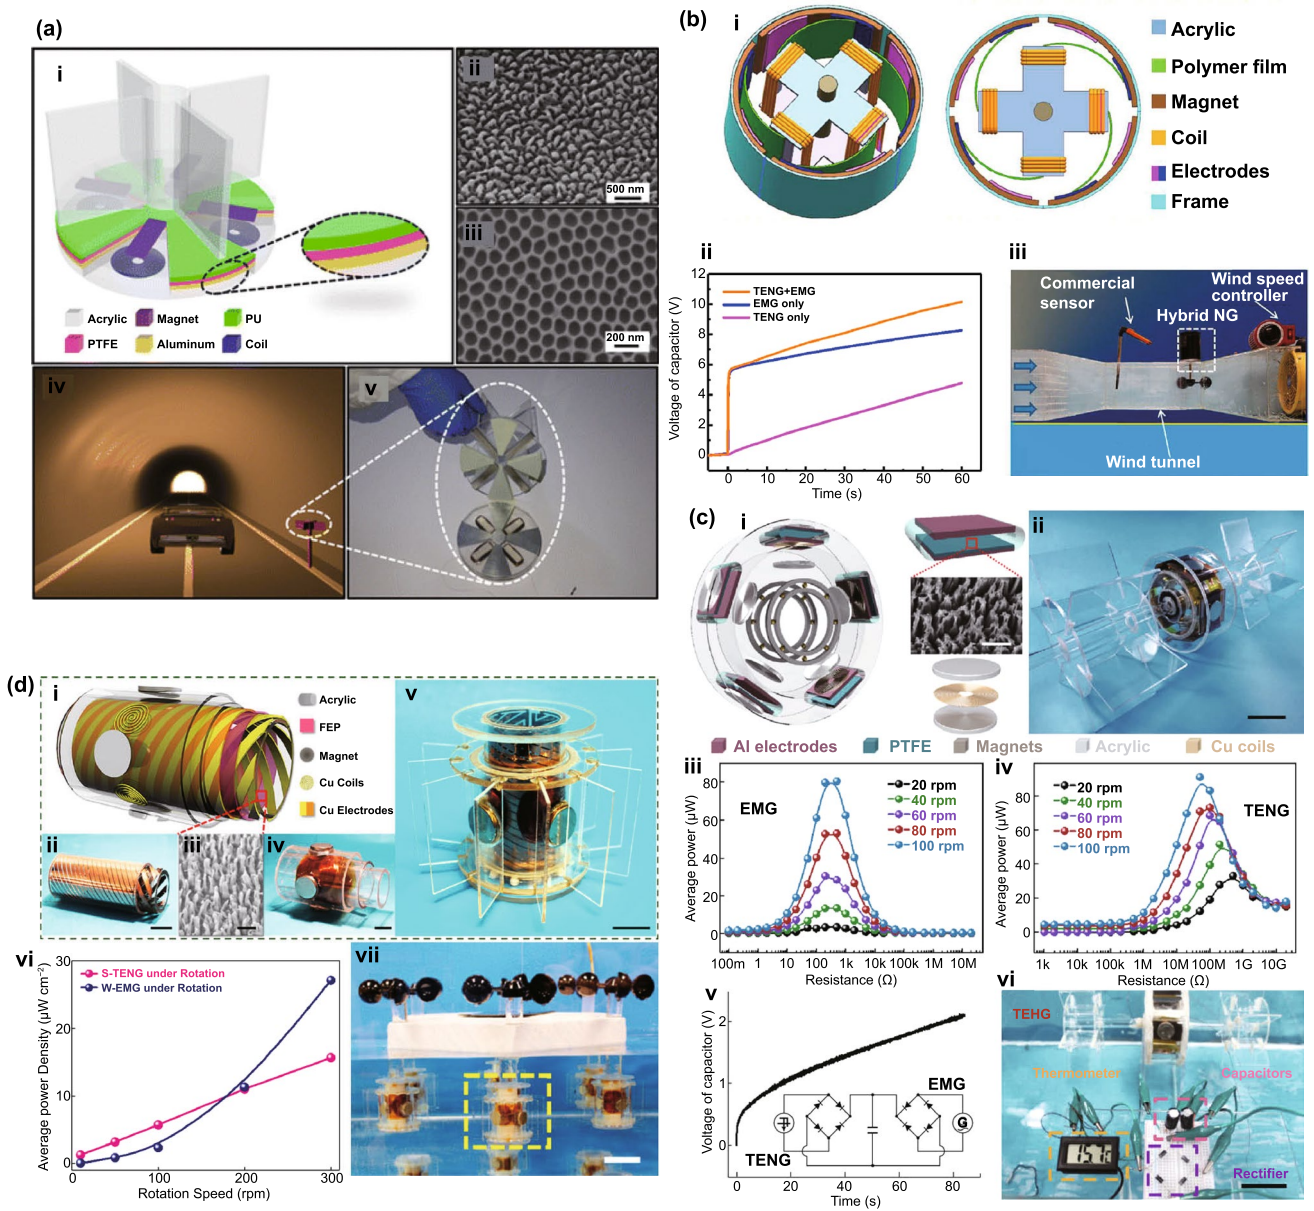 (a)
i
Acrylic
Magnet
PU
PTFE
Aluminum
Coil
ii
500 nm
iii
200 nm
iv
v
(b)
i
Acrylic
Polymer film
Magnet
Coil
Electrodes
Frame
ii
Voltage of capacitor (V)
12
10
8
6
4
2
0
TENG+EMG
EMG only
TENG only
0 10 20 30 40 50 60
Time (s)
iii
Commercial
sensor
Wind speed
controller
Hybrid NG
Wind tunnel
(c)
i
ii
Al electrodes
PTFE
Magnets
Acrylic
Cu coils
iii
Average power (μW)
80
60
40
20
0
EMG
20 rpm
40 rpm
60 rpm
80 rpm
100 rpm
100m 1 10 100 1k 10k 100k 1M 10M
Resistance (Ω)
iv
Average power (μW)
100
80
60
40
20
0
20 rpm
40 rpm
60 rpm
80 rpm
100 rpm
TENG
1k 10k 100k 1M 10M 100M 1G 10G
Resistance (Ω)
v
Voltage of capacitor (V)
2
1
0
EMG
G
TENG
0 20 40 60 80
Time (s)
vi
TEHG
Thermometer
Capacitors
15.7
Rectifier
(d)
i
Acrylic
FEP
Magnet
Cu Coils
Cu Electrodes
ii
iii
iv
v
vi
Average power Density (μW cm⁻²)
30
20
10
0
S-TENG under Rotation
W-EMG under Rotation
0 100 200 300
Rotation Speed (rpm)
vii